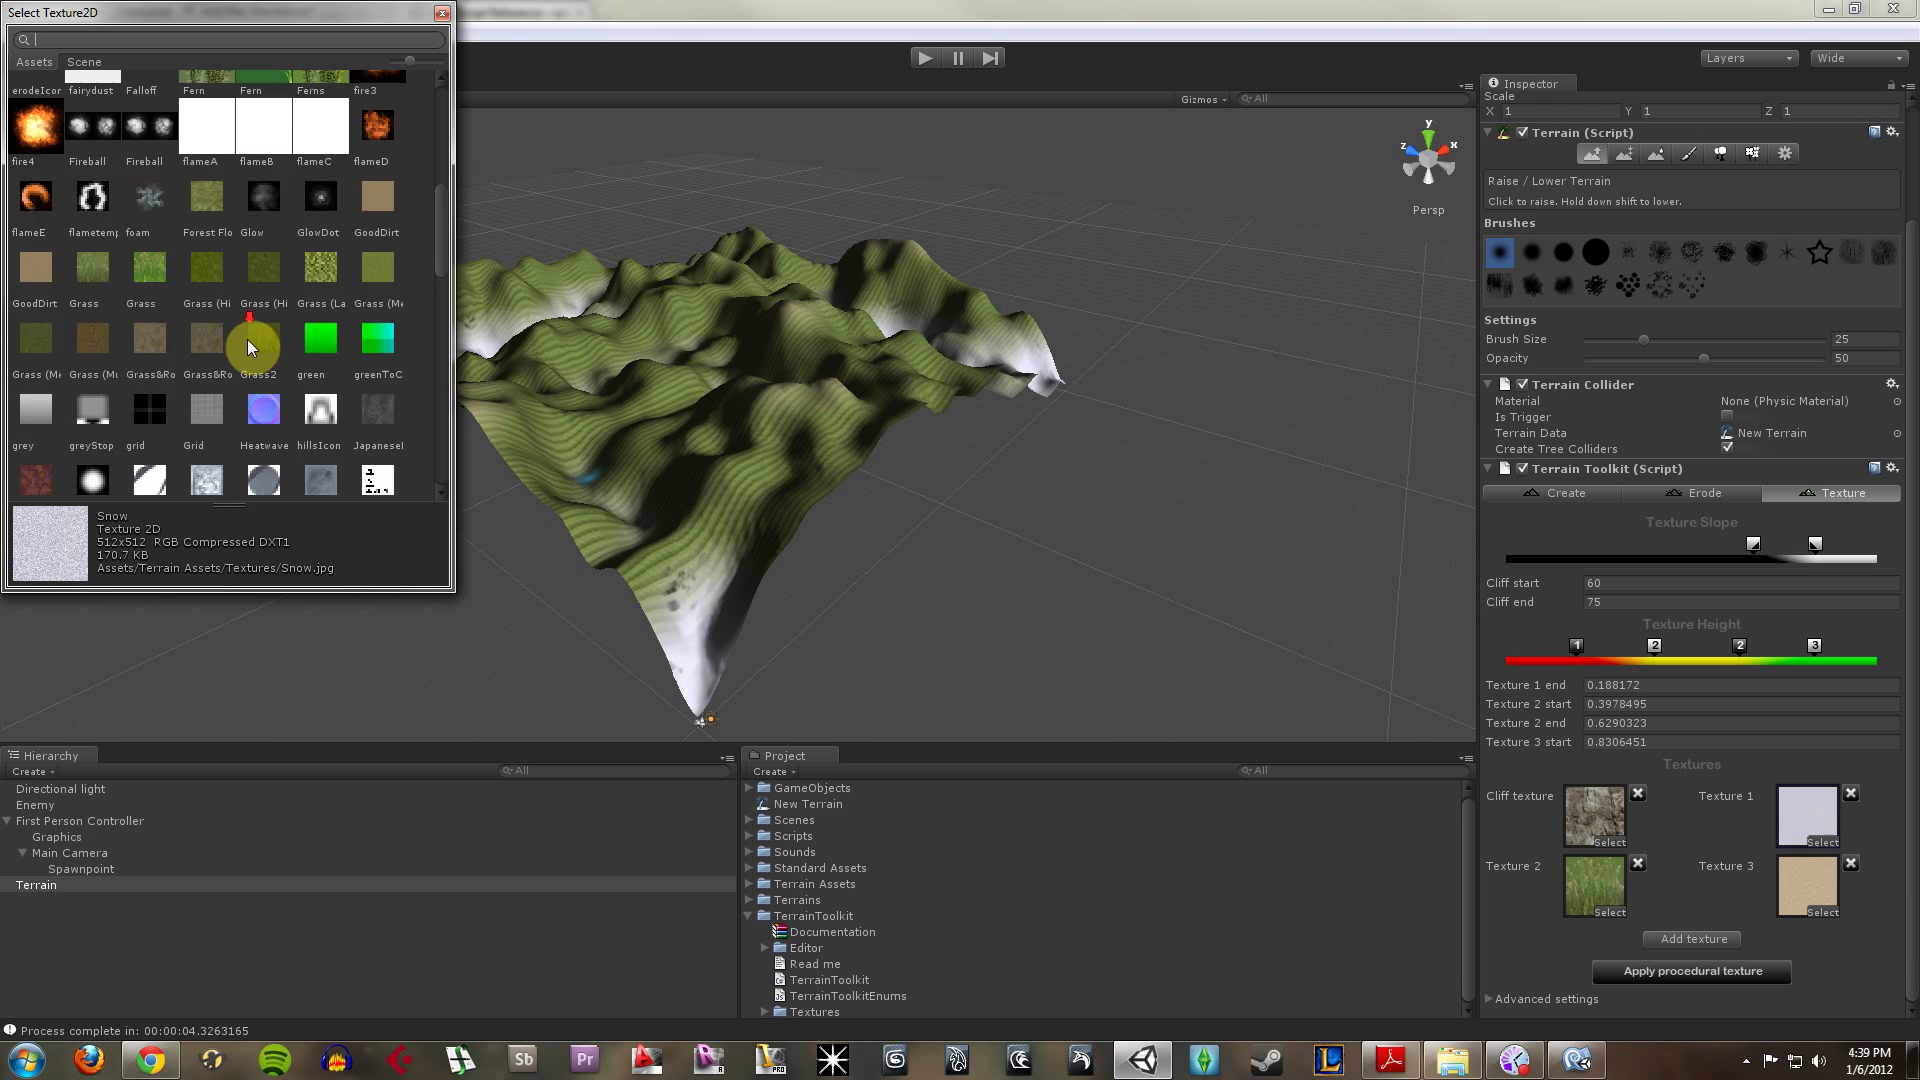 Select Texture2D
Assets Scene
erodeIcon fairydust Falloff Fern Fern Ferns fire3
fire4 Fireball Fireball flameA flameB flameC flameD
flameE flametemp foam Forest Flo Glow GlowDot GoodDirt
GoodDirt Grass Grass Grass (Hi Grass (Hi Grass (La Grass (Me
Grass (Me Grass (Mu Grass&Ro Grass&Ro Grass2 green greenToC
grey greyStop grid Grid Heatwave hillsIcon Japanesel
Snow
Texture 2D
512x512 RGB Compressed DXT1
170.7 KB
Assets/Terrain Assets/Textures/Snow.jpg
Layers Wide
Gizmos All
y
z x
Persp
Inspector
Scale
X 1 Y 1 Z 1
Terrain (Script)
Raise / Lower Terrain
Click to raise. Hold down shift to lower.
Brushes
Settings
Brush Size 25
Opacity 50
Terrain Collider
Material None (Physic Material)
Is Trigger
Terrain Data New Terrain
Create Tree Colliders
Terrain Toolkit (Script)
Create Erode Texture
Texture Slope
Cliff start 60
Cliff end 75
Texture Height
1 2 2 3
Texture 1 end 0.188172
Texture 2 start 0.3978495
Texture 2 end 0.6290323
Texture 3 start 0.8306451
Textures
Cliff texture Select Texture 1 Select
Texture 2 Select Texture 3 Select
Add texture
Apply procedural texture
Advanced settings
Hierarchy
Create All
Directional light
Enemy
First Person Controller
Graphics
Main Camera
Spawnpoint
Terrain
Project
Create All
GameObjects
New Terrain
Scenes
Scripts
Sounds
Standard Assets
Terrain Assets
Terrains
TerrainToolkit
Documentation
Editor
Read me
TerrainToolkit
TerrainToolkitEnums
Textures
Process complete in: 00:00:04.3263165
Sb Pr PRO L
4:39 PM
1/6/2012